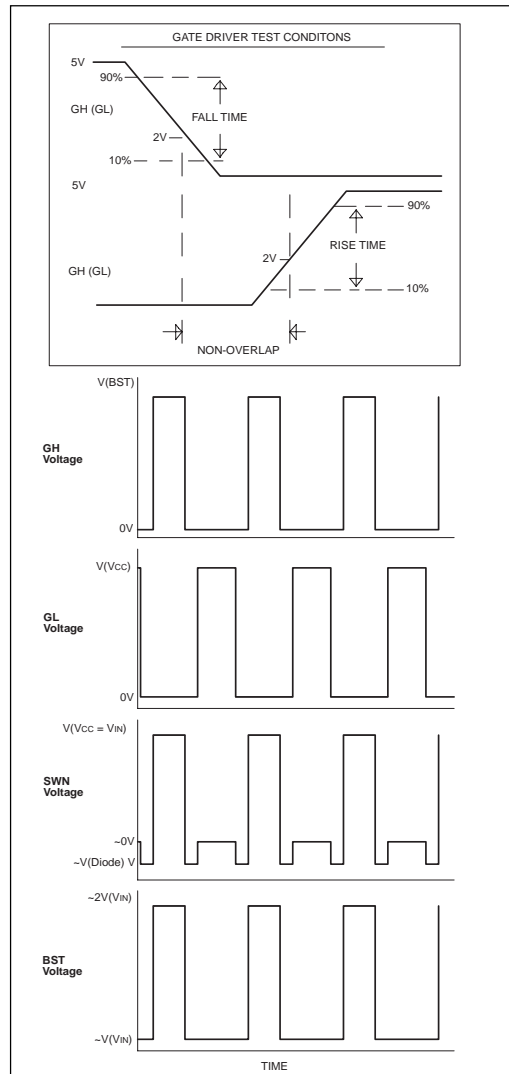 GATE DRIVER TEST CONDITONS
5V
90%
GH (GL)
FALL TIME
2V
10%
5V
90%
2V
RISE TIME
GH (GL)
10%
NON-OVERLAP
V(BST)
GH
Voltage
0V
V(VCC)
GL
Voltage
0V
V(VCC = VIN)
SWN
Voltage
~0V
~V(Diode) V
~2V(VIN)
BST
Voltage
~V(VIN)
TIME